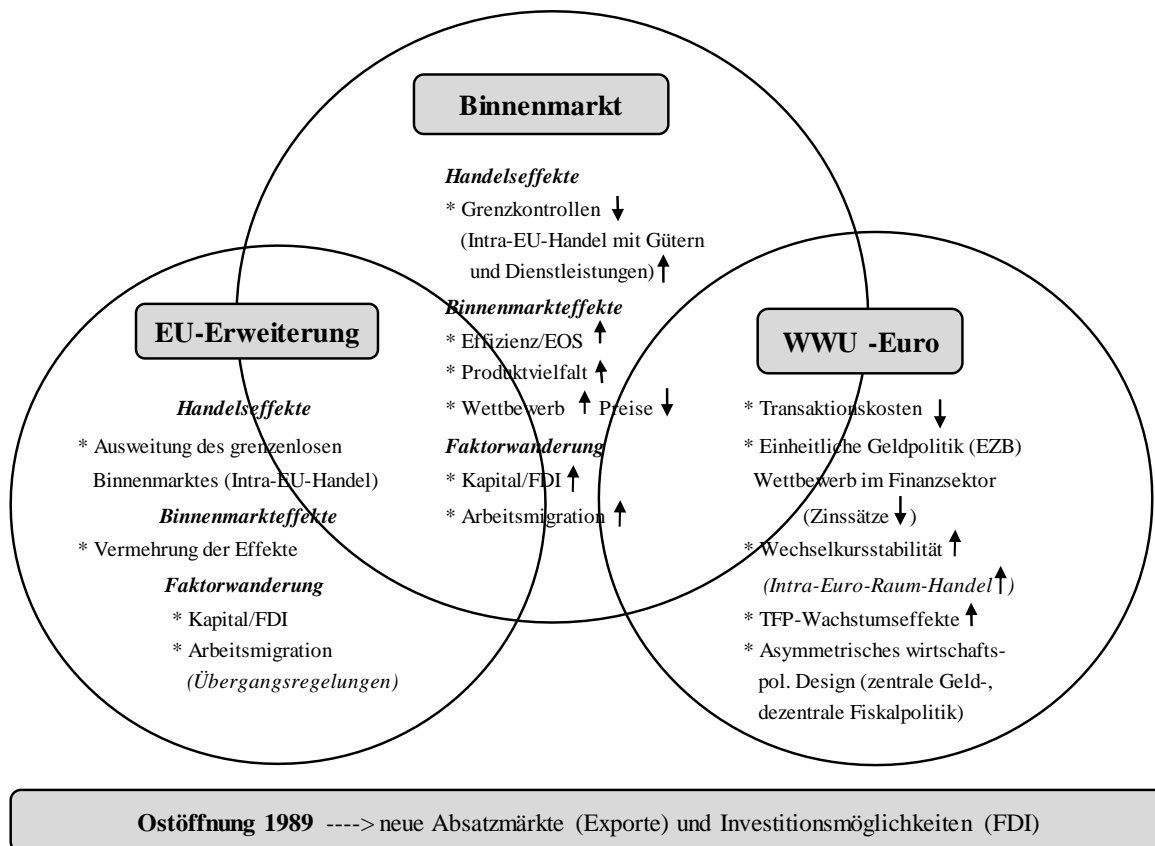 Binnenmarkt
Handelseffekte
* Grenzkontrollen ↓
(Intra-EU-Handel mit Gütern
und Dienstleistungen) ↑
Binnenmarkteffekte
* Effizienz/EOS ↑
* Produktvielfalt ↑
* Wettbewerb ↑ Preise ↓
Faktorwanderung
* Kapital/FDI ↑
* Arbeitsmigration ↑
EU-Erweiterung
Handelseffekte
* Ausweitung des grenzenlosen
Binnenmarktes (Intra-EU-Handel)
Binnenmarkteffekte
* Vermehrung der Effekte
Faktorwanderung
* Kapital/FDI
* Arbeitsmigration
(Übergangsregelungen)
WWU -Euro
* Transaktionskosten ↓
* Einheitliche Geldpolitik (EZB)
Wettbewerb im Finanzsektor
(Zinssätze ↓)
* Wechselkursstabilität ↑
(Intra-Euro-Raum-Handel ↑)
* TFP-Wachstumseffekte ↑
* Asymmetrisches wirtschafts-
pol. Design (zentrale Geld-,
dezentrale Fiskalpolitik)
Ostöffnung 1989 ----> neue Absatzmärkte (Exporte) und Investitionsmöglichkeiten (FDI)